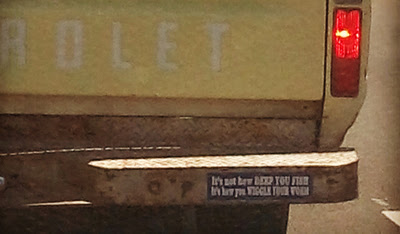 ROLET
It's not how DEEP YOU FISH
It's how you WIGGLE YOUR WORM